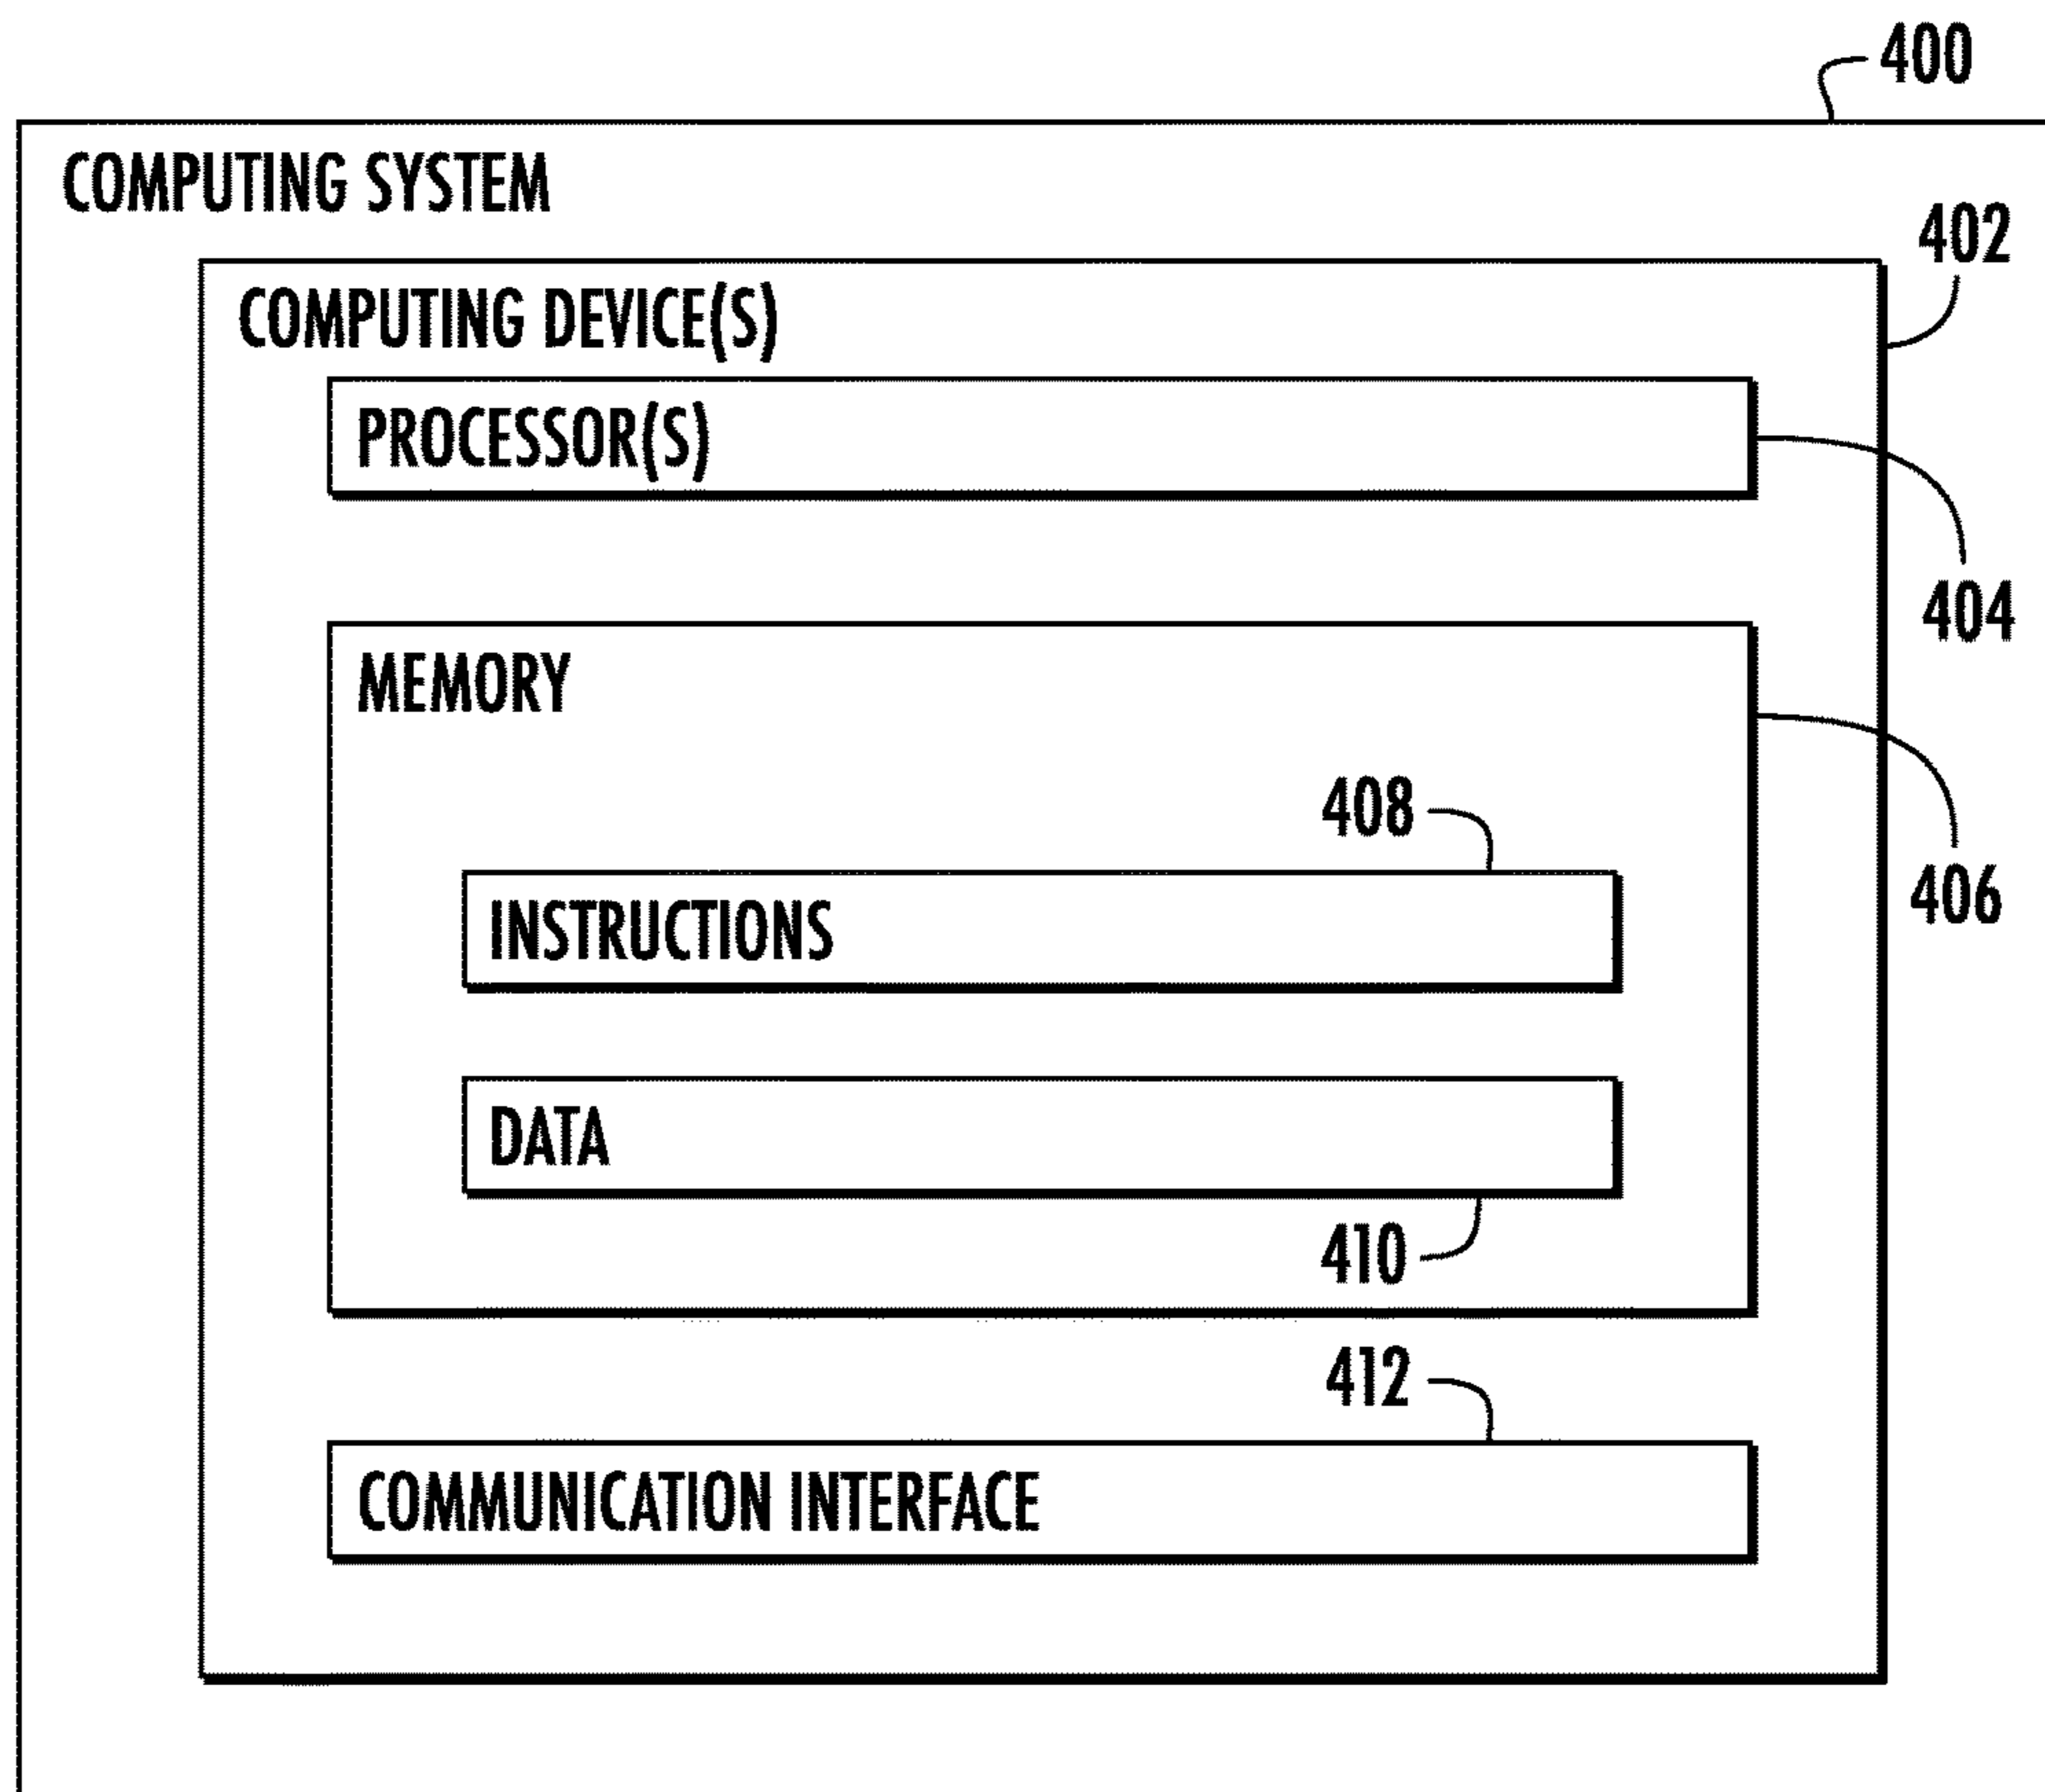 400
COMPUTING SYSTEM
402
COMPUTING DEVICE(S)
PROCESSOR(S)
404
MEMORY
408
406
INSTRUCTIONS
DATA
410
412
COMMUNICATION INTERFACE